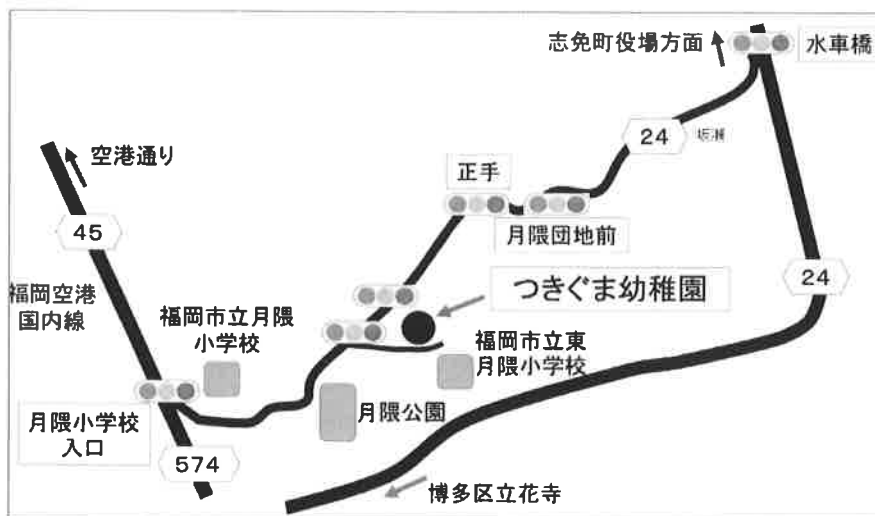 志免町役場方面
水車橋
24
坂瀬
空港通り
正手
45
月隈団地前
24
福岡空港
国内線
つきぐま幼稚園
福岡市立月隈
小学校
福岡市立東
月隈小学校
月隈公園
月隈小学校
入口
574
博多区立花寺